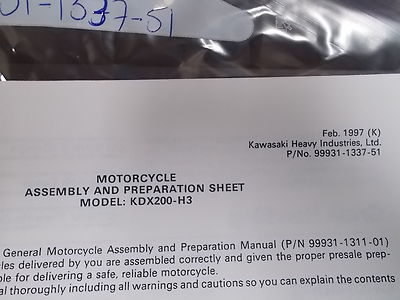 01-1337-51
Feb. 1997 (K)
Kawasaki Heavy Industries, Ltd.
P/No. 99931-1337-51
MOTORCYCLE
ASSEMBLY AND PREPARATION SHEET
MODEL: KDX200-H3
General Motorcycle Assembly and Preparation Manual (P/N 99931-1311-01)
les delivered by you are assembled correctly and given the proper presale prep-
ble for delivering a safe, reliable motorcycle.
al thoroughly including all warnings and cautions so you can explain the contents